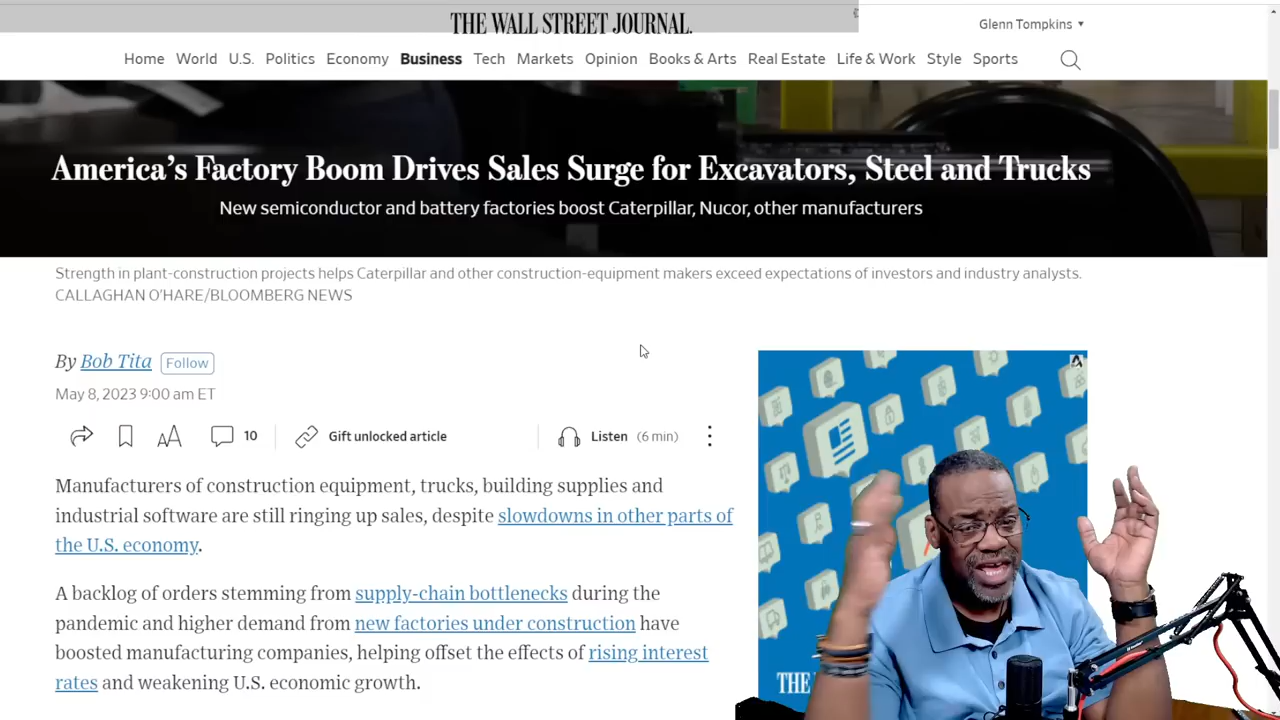 THE WALL STREET JOURNAL.
Glenn Tompkins
Home World U.S. Politics Economy Business Tech Markets Opinion Books & Arts Real Estate Life & Work Style Sports
America's Factory Boom Drives Sales Surge for Excavators, Steel and Trucks
New semiconductor and battery factories boost Caterpillar, Nucor, other manufacturers
Strength in plant-construction projects helps Caterpillar and other construction-equipment makers exceed expectations of investors and industry analysts.
CALLAGHAN O'HARE/BLOOMBERG NEWS
By Bob Tita Follow
May 8, 2023 9:00 am ET
AA 10 Gift unlocked article Listen (6 min)
Manufacturers of construction equipment, trucks, building supplies and
industrial software are still ringing up sales, despite slowdowns in other parts of
the U.S. economy.
A backlog of orders stemming from supply-chain bottlenecks during the
pandemic and higher demand from new factories under construction have
boosted manufacturing companies, helping offset the effects of rising interest
rates and weakening U.S. economic growth.
THE